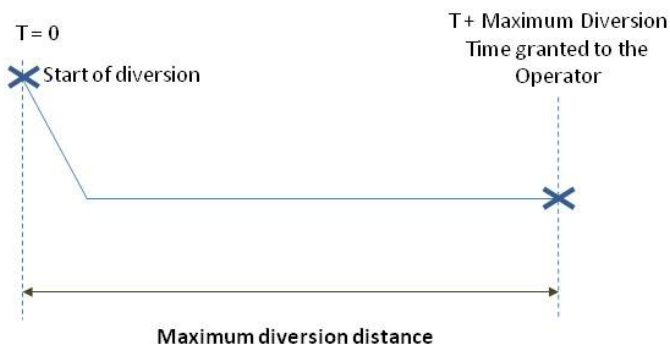 T = 0
Start of diversion
T + Maximum Diversion
Time granted to the
Operator
Maximum diversion distance